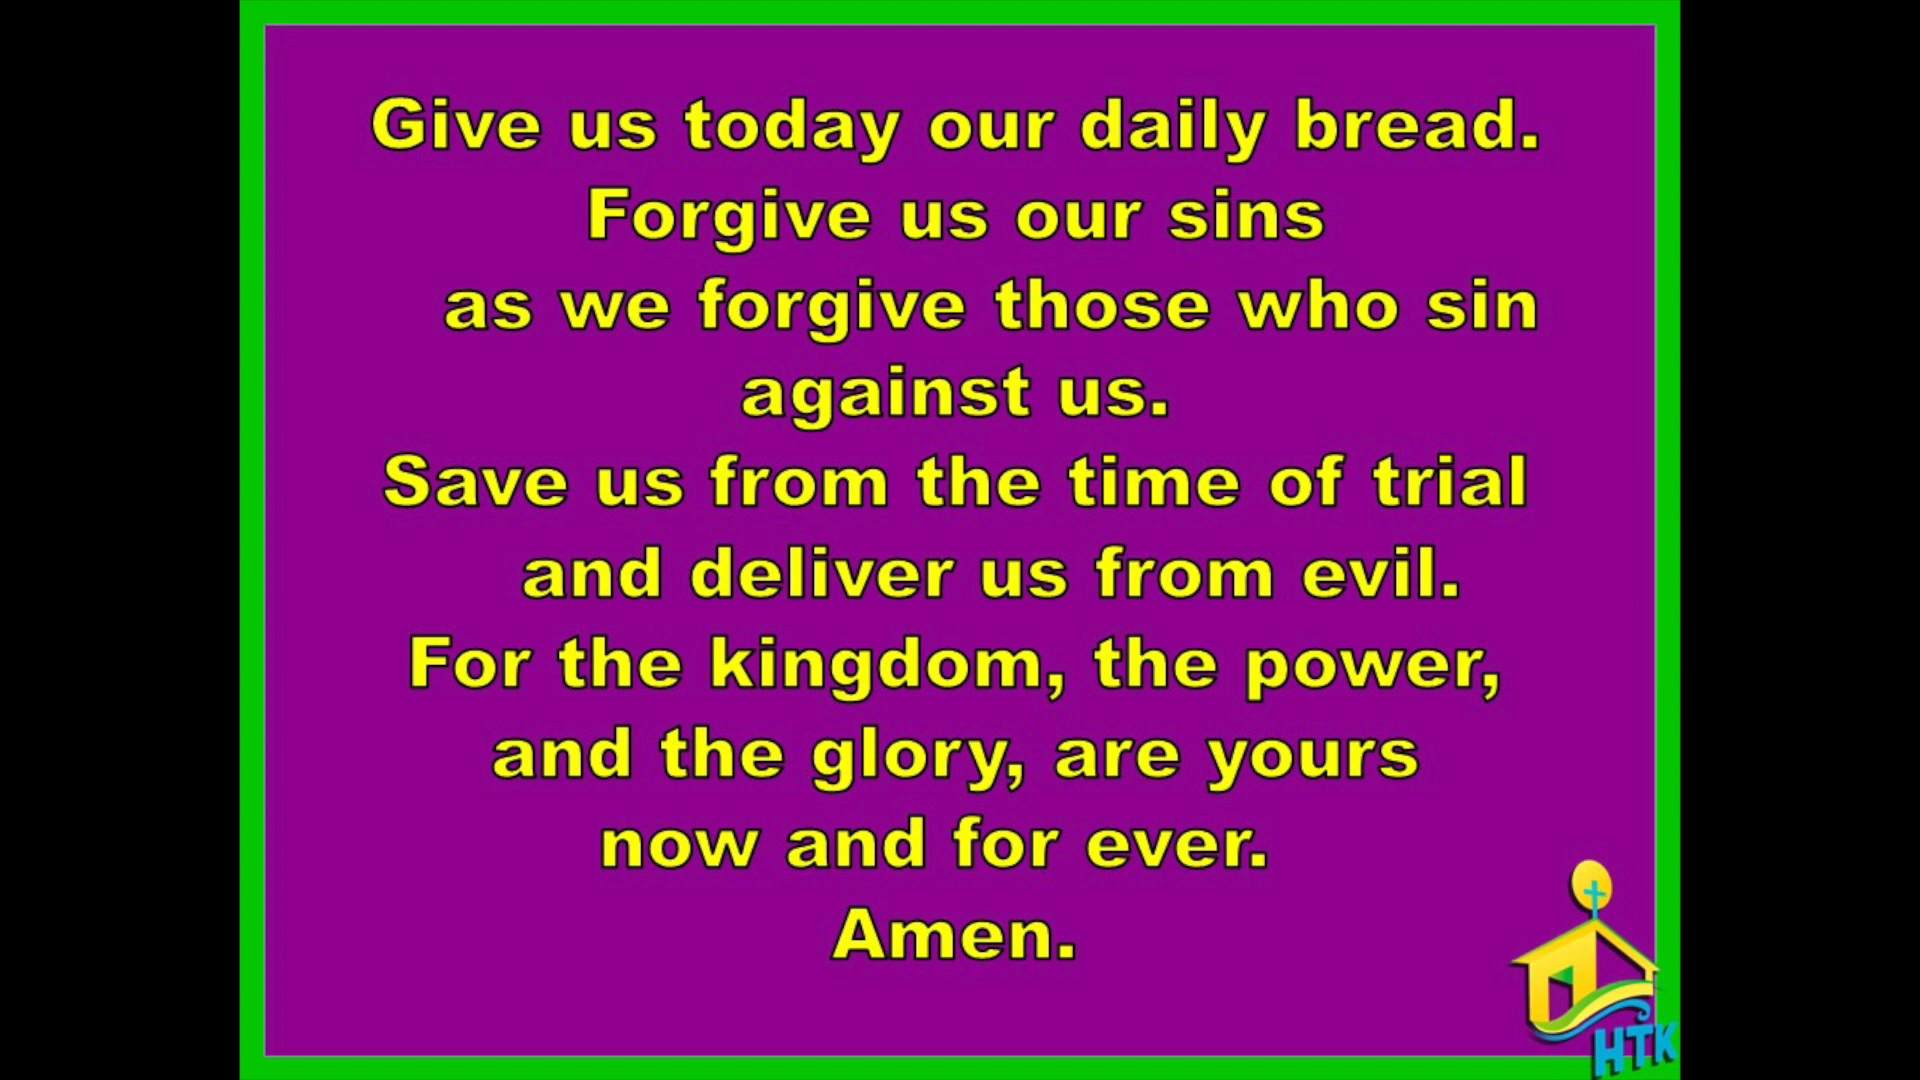 Give us today our daily bread.
Forgive us our sins
as we forgive those who sin
against us.
Save us from the time of trial
and deliver us from evil.
For the kingdom, the power,
and the glory, are yours
now and for ever.
Amen.
HTK